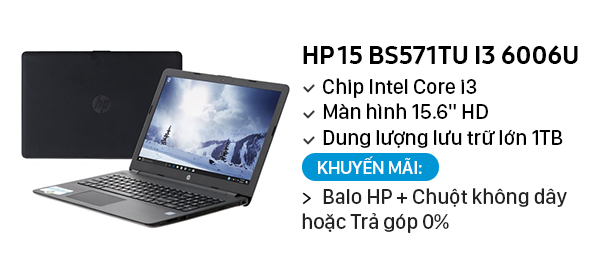 HP 15 BS571TU I3 6006U
Chip Intel Core i3
Màn hình 15.6" HD
Dung lượng lưu trữ lớn 1TB
KHUYẾN MÃI:
> Balo HP + Chuột không dây
hoặc Trả góp 0%